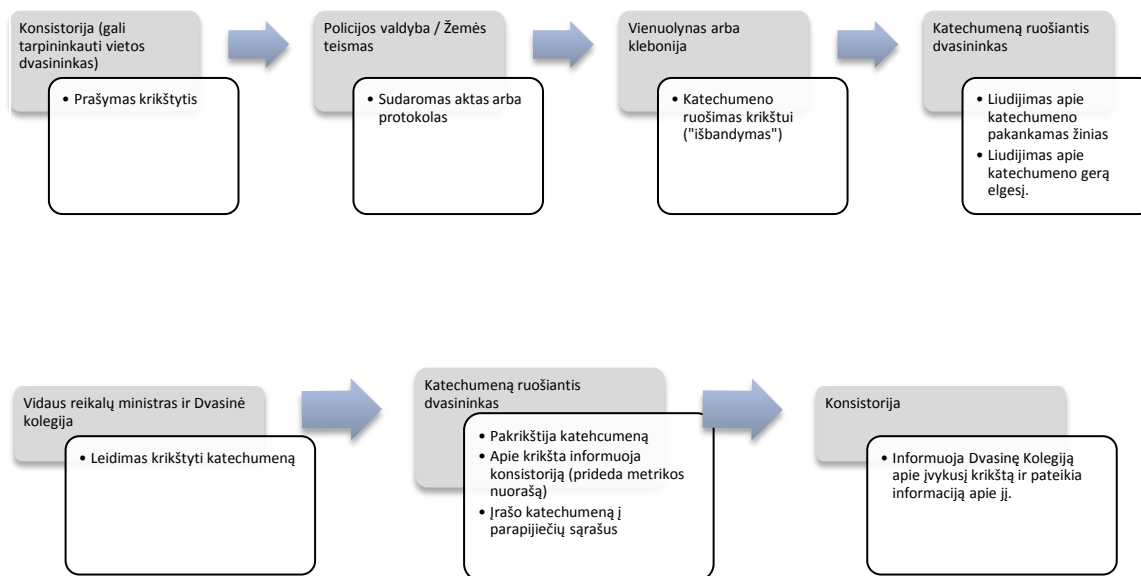 Konsistorija (gali
tarpininkauti vietos
dvasininkas)
• Prašymas krikštytis
Policijos valdyba / Žemės
teismas
• Sudaromas aktas arba
protokolas
Vienuolynas arba
klebonija
• Katechumeno
ruošimas krikštui
("išbandymas")
Katechumeną ruošiantis
dvasininkas
• Liudijimas apie
katechumeno
pakankamas žinias
• Liudijimas apie
katechumeno gerą
elgesį.
Vidaus reikalų ministras ir Dvasinė
kolegija
• Leidimas krikštyti katechumeną
Katechumeną ruošiantis
dvasininkas
• Pakrikštija katehcumeną
• Apie krikšta informuoja
konsistoriją (prideda metrikos
nuorašą)
• Įrašo katechumeną į
parapijiečių sąrašus
Konsistorija
• Informuoja Dvasinę Kolegiją
apie įvykusį krikštą ir pateikia
informaciją apie jį.